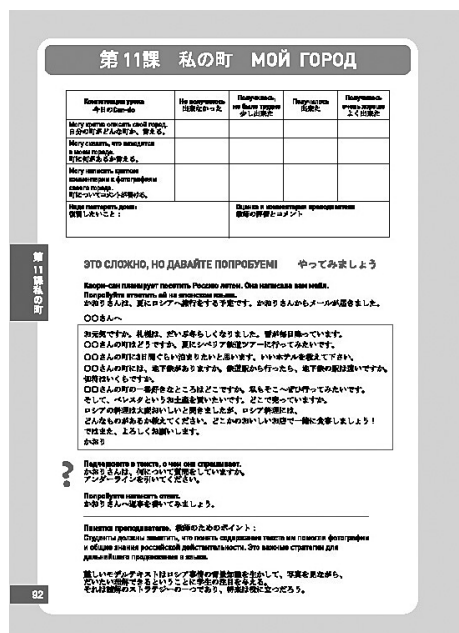 第11課 私の町 МОЙ ГОРОД
Компетенции урока
今日のCan-do
Не получилось
出来なかった
Получилось,
но было трудно
少し出来た
Получилось
出来た
Получилось
очень хорошо
よく出来た
Могу кратко описать свой город.
自分の町がどんな町か、言える。
Могу сказать, что находится
в моем городе.
町に何があるか言える。
Могу написать краткие
комментарии к фотографиям
своего города.
町についてコメントが書ける。
Надо повторить дома:
復習したいこと:
Оценка и комментарии преподавателя
教師の評価とコメント
第11課 私の町
ЭТО СЛОЖНО, НО ДАВАЙТЕ ПОПРОБУЕМ! やってみましょう
Каори-сан планирует посетить Россию летом. Она написала вам мейл.
Попробуйте ответить ей на японском языке.
かおりさんは、夏にロシアへ旅行をする予定です。かおりさんからメールが届きました。
〇〇さんへ
お元気ですか。札幌は、だいぶ冬らしくなりました。雪が毎日降っています。
〇〇さんの町はどうですか。夏にシベリア鉄道ツアーに行ってみたいです。
〇〇さんの町に3日間ぐらい泊まりたいと思います。いいホテルを教えて下さい。
〇〇さんの町には、地下鉄がありますか。鉄道駅から行ったら、地下鉄の駅は遠いですか。
値段はいくらですか。
〇〇さんの町の一番好きなところはどこですか。私もそこへぜひ行ってみたいです。
そして、ベレスタというお土産を買いたいです。どこで売っていますか。
ロシアの料理は大変おいしいと聞きましたが、ロシア料理には、
どんなものがあるか教えてください。どこかのおいしいお店で一緒に食事しましょう!
ではまた、よろしくお願いします。
かおり
?
Подчеркните в тексте, о чем она спрашивает.
かおりさんは、何について質問をしていますか。
アンダーラインを引いてください。
Попробуйте написать ответ.
かおりさんへ返事を書いてみましょう。
Памятка преподавателю. 教師のためのポイント:
Студенты должны заметить, что понять содержание текста им помогли фотографии
и общие знания российской действительности. Это важные стратегии для
дальнейшего продвижения в языке.
難しいモデルテキストはロシア事情の背景知識を生かして、写真を見ながら、
だいたい理解できるということに学生の注目を与える。
それは読解のストラテジーの一つであり、将来は役に立つだろう。
92